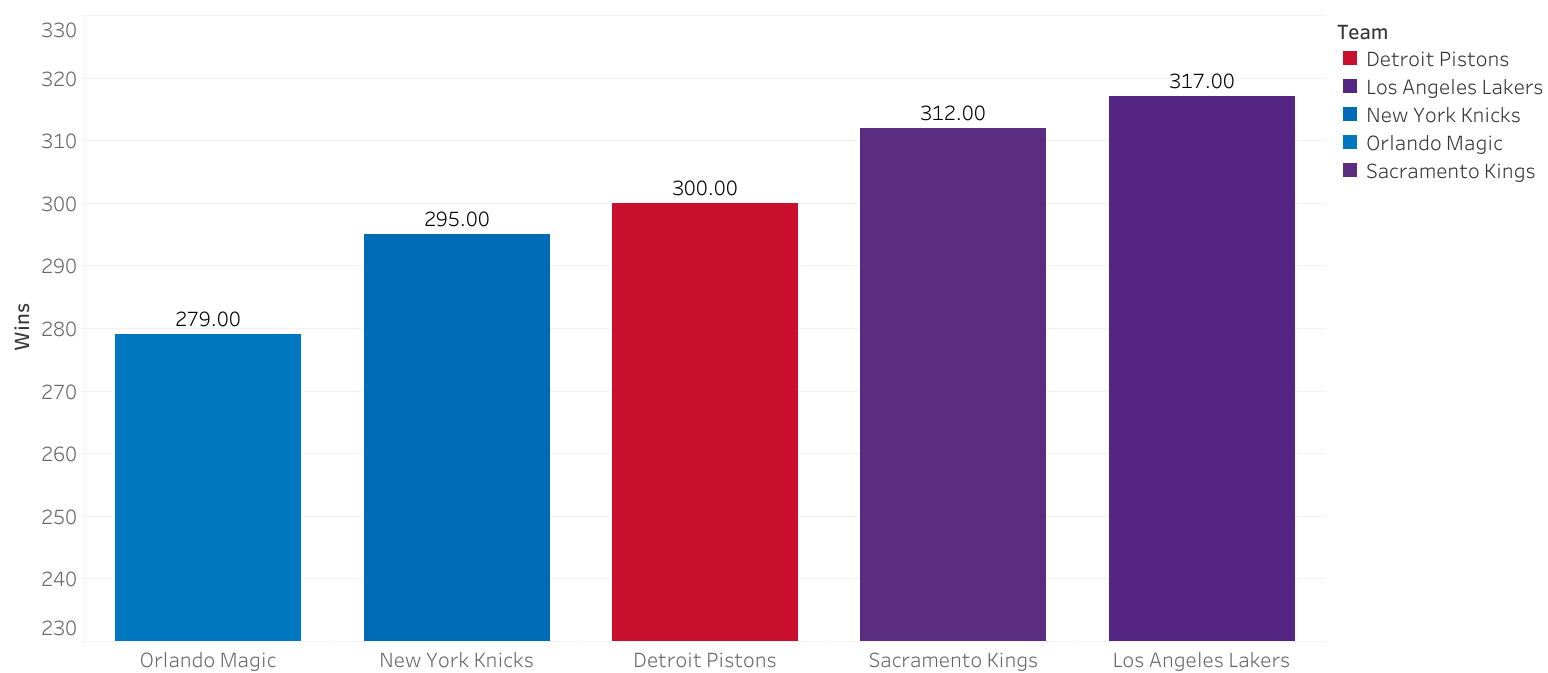 330
320
310
300
290
280
270
260
250
240
230
Wins
279.00
295.00
300.00
312.00
317.00
Orlando Magic
New York Knicks
Detroit Pistons
Sacramento Kings
Los Angeles Lakers
Team
Detroit Pistons
Los Angeles Lakers
New York Knicks
Orlando Magic
Sacramento Kings